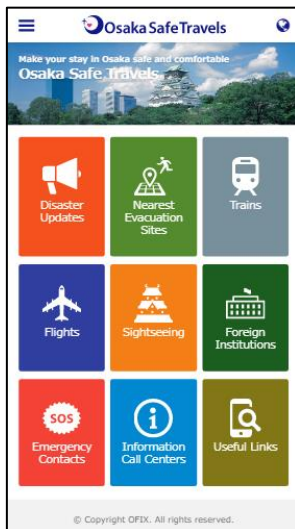 Osaka Safe Travels
Make your stay in Osaka safe and comfortable
Osaka Safe Travels
Disaster
Updates
Nearest
Evacuation
Sites
Trains
Flights
Sightseeing
Foreign
Institutions
SOS
Emergency
Contacts
Information
Call Centers
Useful Links
© Copyright OFIX. All rights reserved.